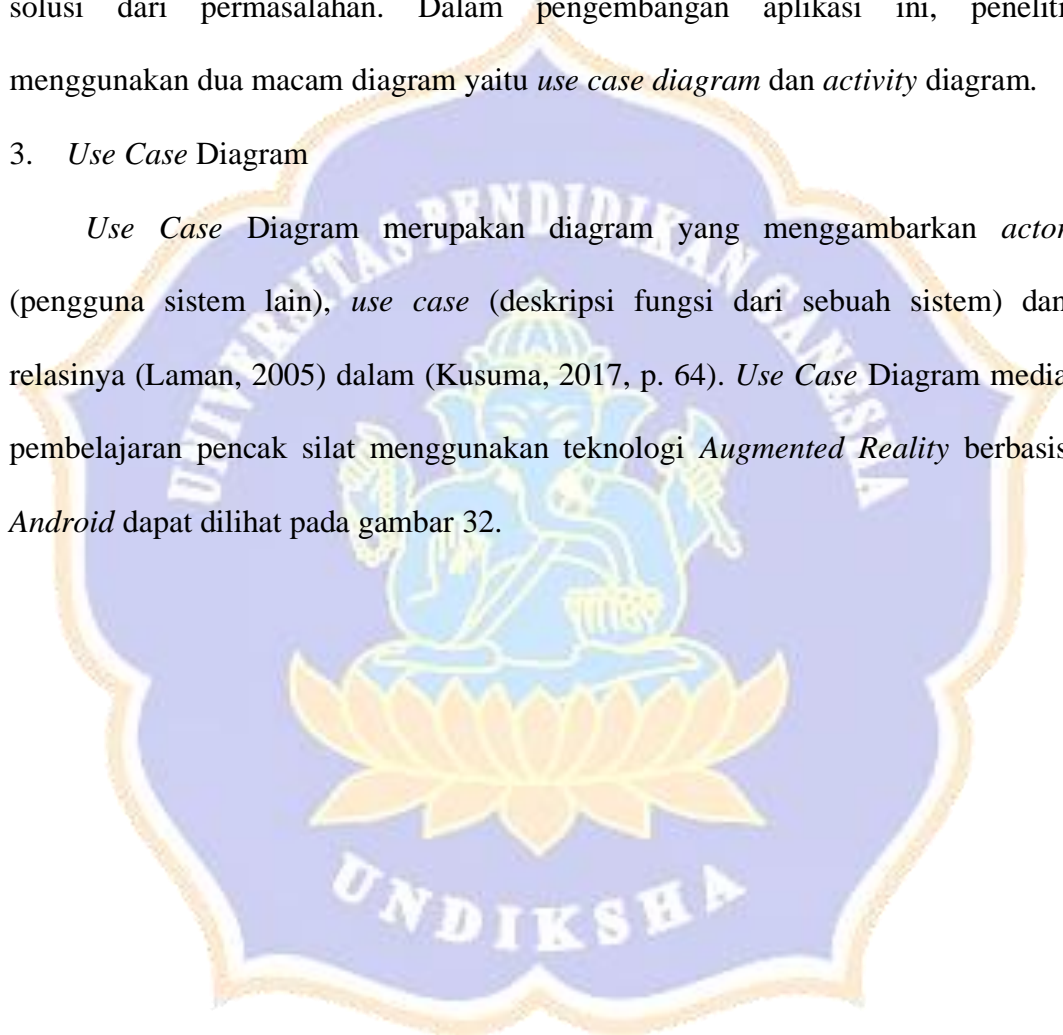 solusi dari permasalahan. Dalam pengembangan aplikasi ini, peneliti
menggunakan dua macam diagram yaitu use case diagram dan activity diagram.
3. Use Case Diagram
Use Case Diagram merupakan diagram yang menggambarkan actor
(pengguna sistem lain), use case (deskripsi fungsi dari sebuah sistem) dan
relasinya (Laman, 2005) dalam (Kusuma, 2017, p. 64). Use Case Diagram media
pembelajaran pencak silat menggunakan teknologi Augmented Reality berbasis
Android dapat dilihat pada gambar 32.
UNIVERSITAS PENDIDIKAN GANESHA
UNDIKSHA